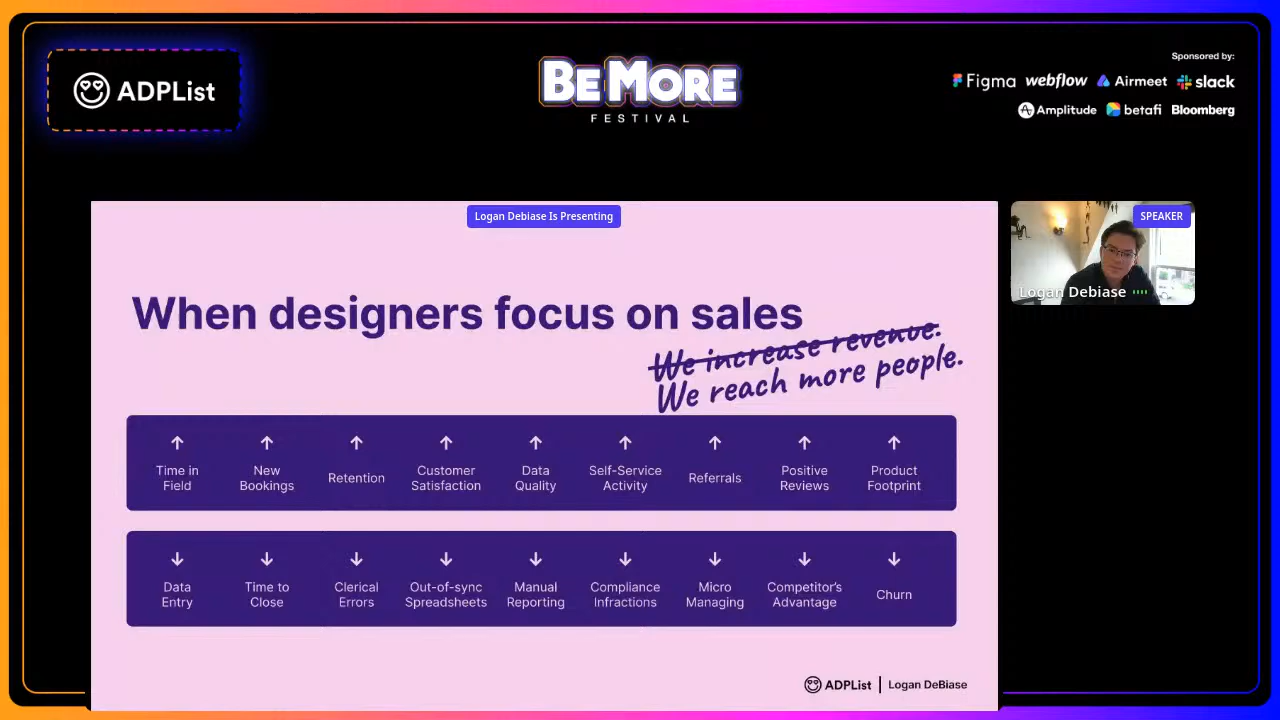 ADPList
BE MORE
FESTIVAL
Sponsored by:
Figma webflow Airmeet slack
Amplitude betafi Bloomberg
Logan Debiase Is Presenting
SPEAKER
Logan Debiase
When designers focus on sales
We increase revenue.
We reach more people.
↑ ↑ ↑ ↑ ↑ ↑ ↑ ↑ ↑
Time in Field
New Bookings
Retention
Customer Satisfaction
Data Quality
Self-Service Activity
Referrals
Positive Reviews
Product Footprint
↓ ↓ ↓ ↓ ↓ ↓ ↓ ↓ ↓
Data Entry
Time to Close
Clerical Errors
Out-of-sync Spreadsheets
Manual Reporting
Compliance Infractions
Micro Managing
Competitor's Advantage
Churn
ADPList | Logan DeBiase